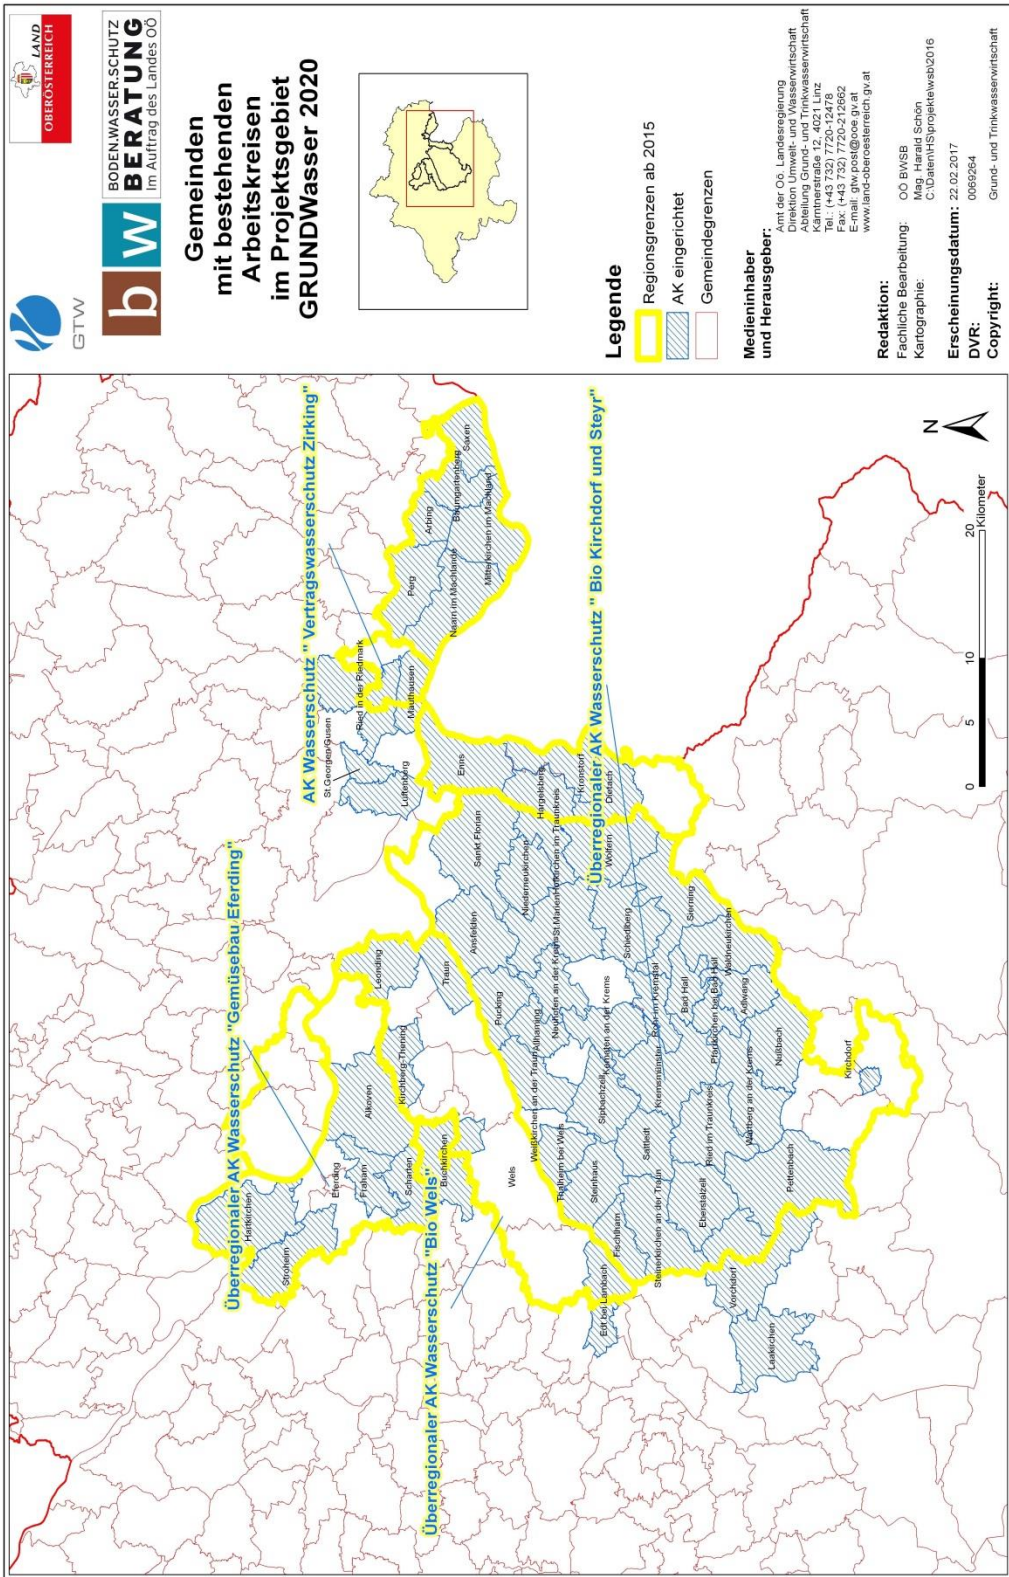 LAND
OBERÖSTERREICH
GTW
b w
BODEN.WASSER.SCHUTZ
BERATUNG
Im Auftrag des Landes OÖ
Gemeinden
mit bestehenden
Arbeitskreisen
im Projektsgebiet
GRUNDWasser 2020
Legende
Regionsgrenzen ab 2015
AK eingerichtet
Gemeindegrenzen
Medieninhaber
und Herausgeber:
Amt der Oö. Landesregierung
Direktion Umwelt- und Wasserwirtschaft
Abteilung Grund- und Trinkwasserwirtschaft
Kärntnerstraße 12, 4021 Linz
Tel.: (+43 732) 7720-12478
Fax: (+43 732) 7720-212662
E-mail: gtw.post@ooe.gv.at
www.land-oberoesterreich.gv.at
Redaktion:
Fachliche Bearbeitung: OÖ BWSB
Kartographie: Mag. Harald Schön
C:\Daten\HS\projekte\wsb\2016
Erscheinungsdatum: 22.02.2017
DVR: 0069264
Copyright: Grund- und Trinkwasserwirtschaft
Überregionaler AK Wasserschutz "Gemüsebau Eferding"
AK Wasserschutz " Vertragswasserschutz Zirking"
Überregionaler AK Wasserschutz "Bio Wels"
Überregionaler AK Wasserschutz " Bio Kirchdorf und Steyr"
Hartkirchen
Stroheim
Eferding
Fraham
Alkoven
Scharten
Buchkirchen
Kirchberg-Thening
Leonding
Traun
Wels
St.Georgen/Gusen
Luftenberg
Ried in der Riedmark
Mauthausen
Perg
Arbing
Naarn im Machlande
Baumgartenberg
Saxen
Mitterkirchen im Machland
Enns
Hargelsberg
Kronstorf
Dietach
Sankt Florian
Ansfelden
Niederneukirchen
Hofkirchen im Traunkreis
St.Marien
Wolfern
Pucking
Neuhofen an der Krems
Allhaming
Weißkirchen an der Traun
Schiedlberg
Kematen an der Krems
Sipbachzell
Thalheim bei Wels
Steinhaus
Fischlham
Edt bei Lambach
Steinerkirchen an der Traun
Sattledt
Kremsmünster
Rohr im Kremstal
Bad Hall
Sierning
Waldneukirchen
Pfarrkirchen bei Bad Hall
Adlwang
Ried im Traunkreis
Wartberg an der Krems
Nußbach
Eberstalzell
Pettenbach
Vorchdorf
Laakirchen
Kirchdorf
N
0 5 10 20
Kilometer